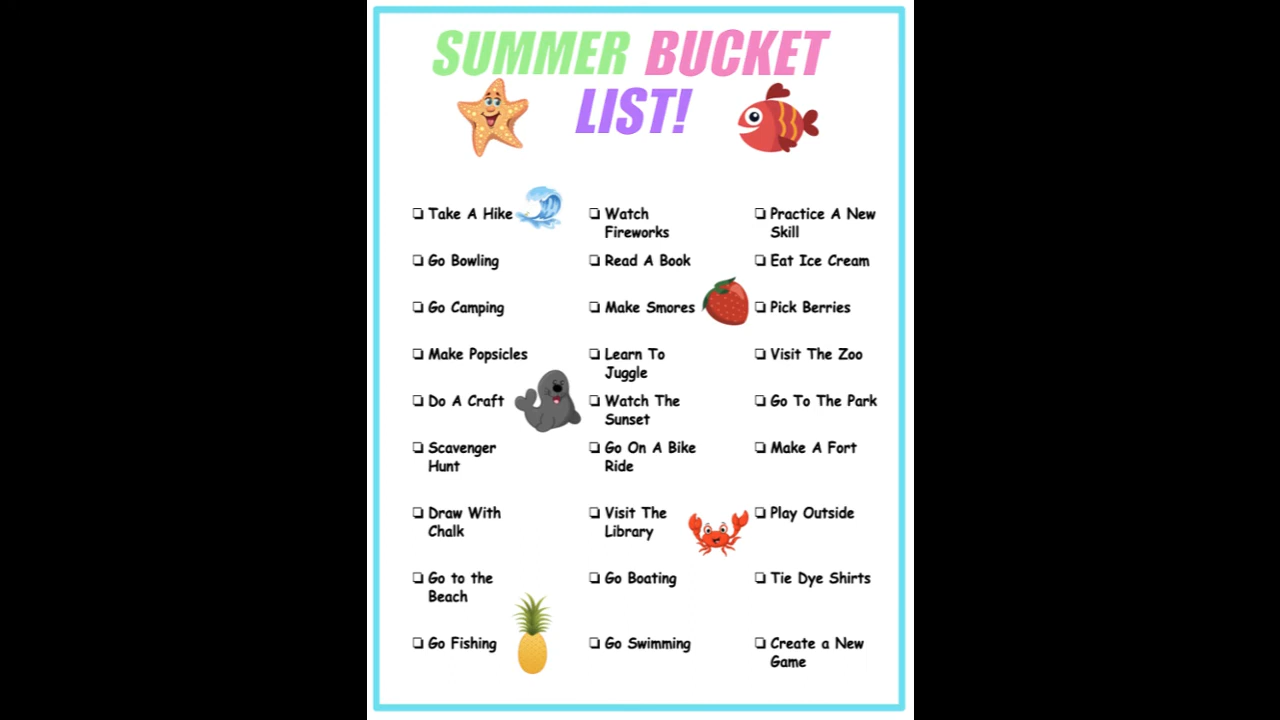 SUMMER BUCKET
LIST!
❏ Take A Hike
❏ Watch
Fireworks
❏ Practice A New
Skill
❏ Go Bowling
❏ Read A Book
❏ Eat Ice Cream
❏ Go Camping
❏ Make Smores
❏ Pick Berries
❏ Make Popsicles
❏ Learn To
Juggle
❏ Visit The Zoo
❏ Do A Craft
❏ Watch The
Sunset
❏ Go To The Park
❏ Scavenger
Hunt
❏ Go On A Bike
Ride
❏ Make A Fort
❏ Draw With
Chalk
❏ Visit The
Library
❏ Play Outside
❏ Go to the
Beach
❏ Go Boating
❏ Tie Dye Shirts
❏ Go Fishing
❏ Go Swimming
❏ Create a New
Game